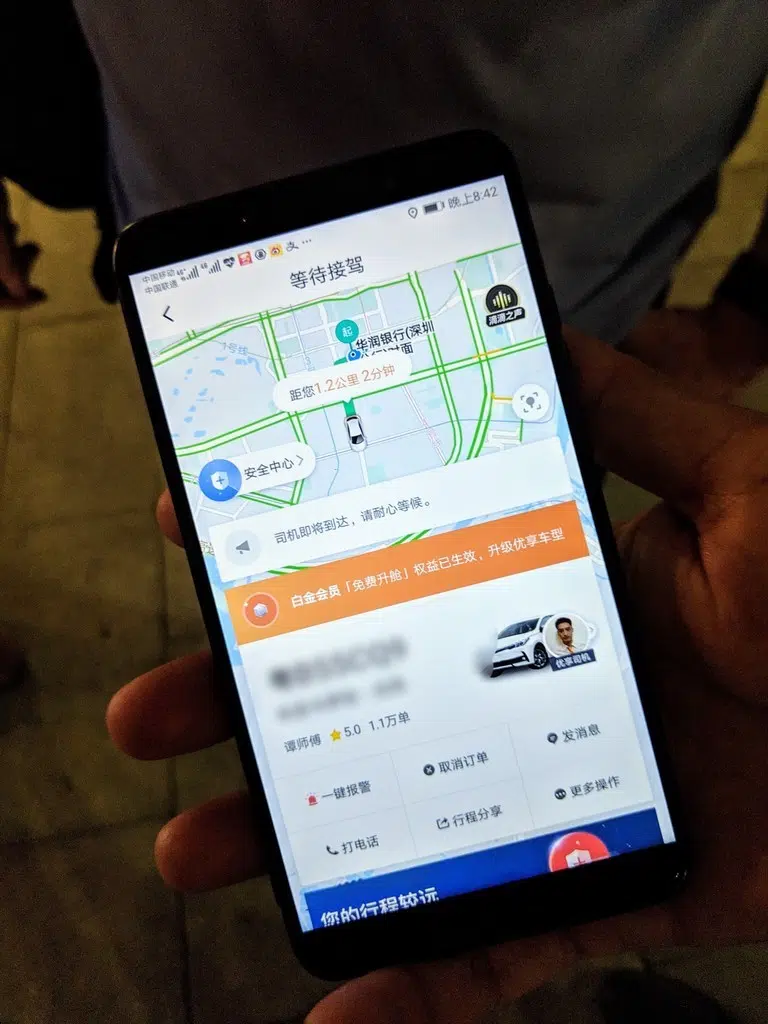 中国移动 4G 4G 晚上8:42
中国联通
等待接驾
滴滴之声
1号线
起
华润银行(深圳
距您1.2公里 2分钟
安全中心
司机即将到达，请耐心等候。
白金会员「免费升舱」权益已生效，升级优享车型
优享司机
谭师傅 5.0 1.1万单
一键报警
取消订单
发消息
打电话
行程分享
更多操作
您的行程较远